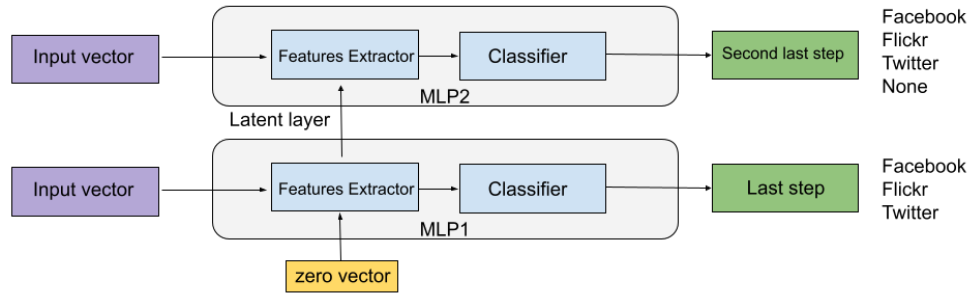 Facebook
Flickr
Twitter
None
Input vector
Features Extractor
Classifier
Second last step
MLP2
Latent layer
Facebook
Flickr
Twitter
Input vector
Features Extractor
Classifier
Last step
MLP1
zero vector